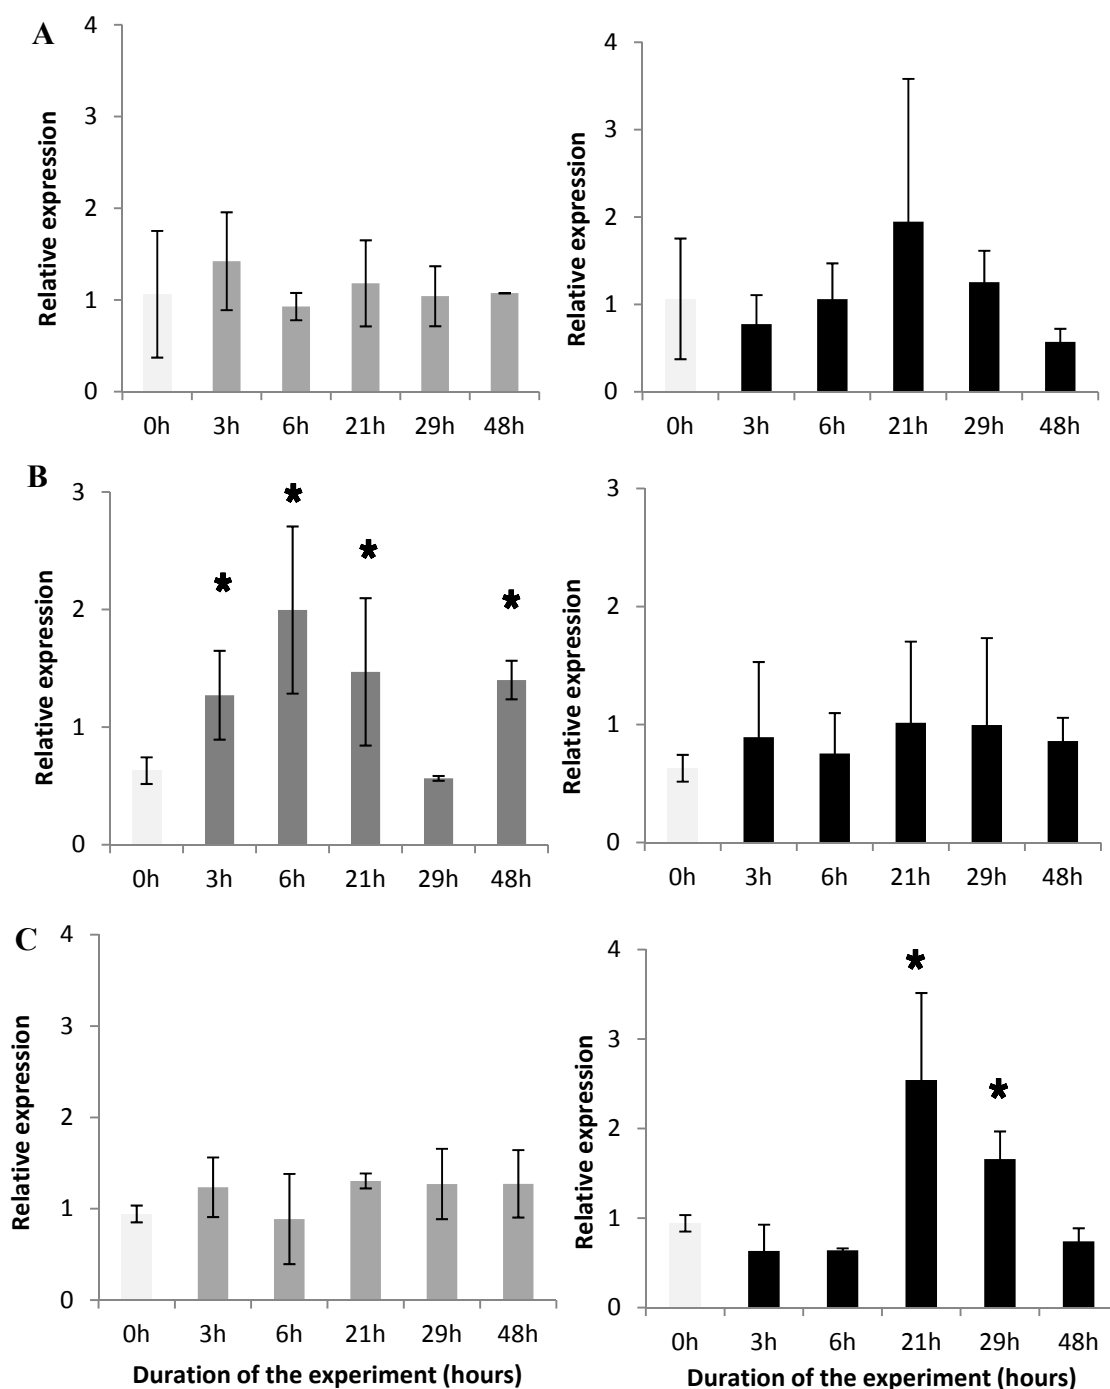 A
Relative expression
4
3
2
1
0
0h 3h 6h 21h 29h 48h
Relative expression
4
3
2
1
0
0h 3h 6h 21h 29h 48h
B
Relative expression
3
2
1
0
* * * *
0h 3h 6h 21h 29h 48h
Relative expression
3
2
1
0
0h 3h 6h 21h 29h 48h
C
Relative expression
4
3
2
1
0
0h 3h 6h 21h 29h 48h
Duration of the experiment (hours)
Relative expression
4
3
2
1
0
* *
0h 3h 6h 21h 29h 48h
Duration of the experiment (hours)